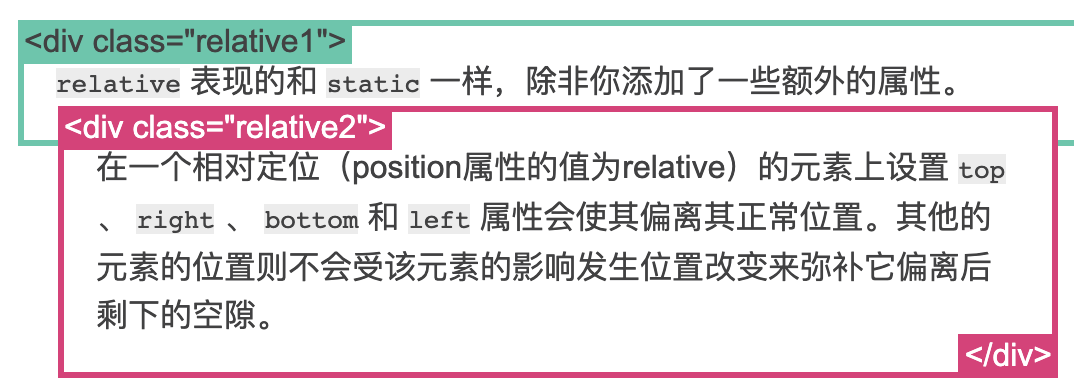 <div class="relative1">
relative 表现的和 static 一样，除非你添加了一些额外的属性。
<div class="relative2">
在一个相对定位（position属性的值为relative）的元素上设置 top
、 right 、 bottom 和 left 属性会使其偏离其正常位置。其他的
元素的位置则不会受该元素的影响发生位置改变来弥补它偏离后
剩下的空隙。
</div>